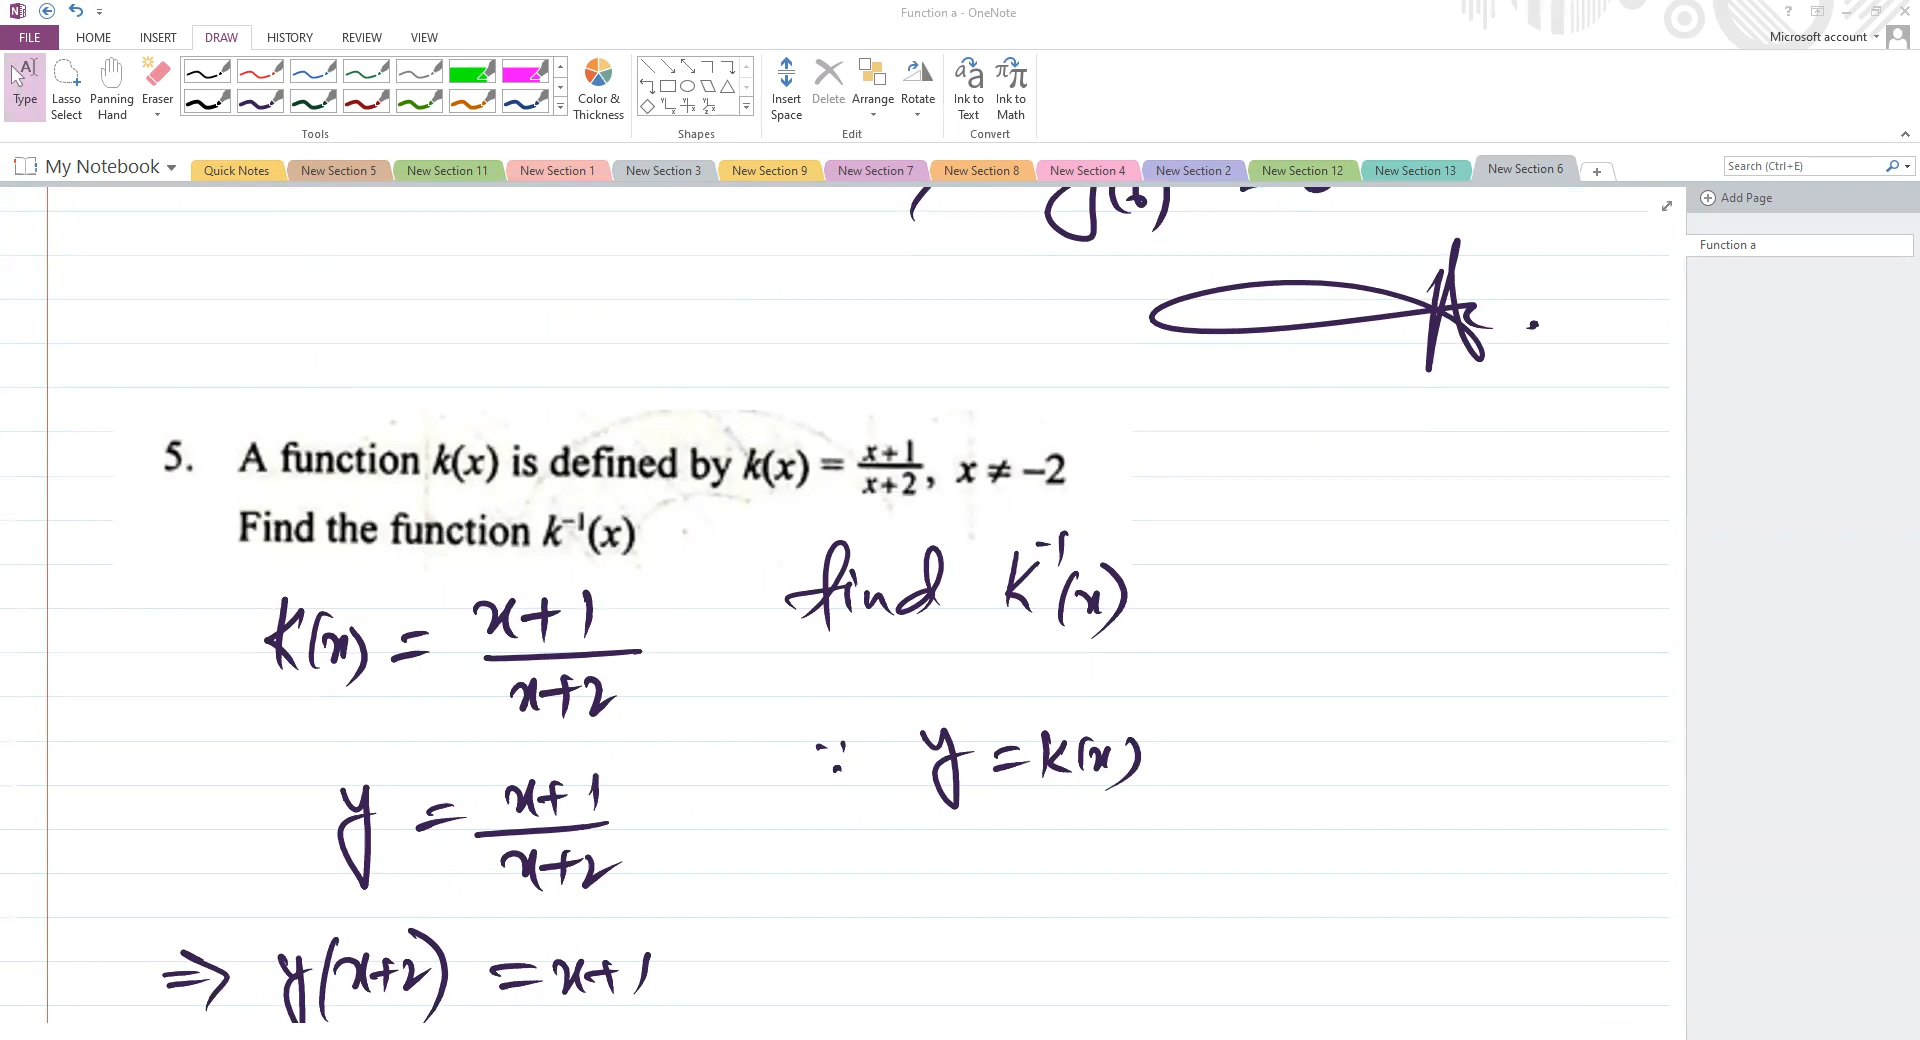 Function a - OneNote
FILE HOME INSERT DRAW HISTORY REVIEW VIEW
Microsoft account
Type
Lasso Select
Panning Hand
Eraser
Color & Thickness
Insert Space
Delete
Arrange
Rotate
Ink to Text
Ink to Math
Tools Shapes Edit Convert
My Notebook Quick Notes New Section 5 New Section 11 New Section 1 New Section 3 New Section 9 New Section 7 New Section 8 New Section 4 New Section 2 New Section 12 New Section 13 New Section 6
Search (Ctrl+E)
Add Page
Function a
5. A function k(x) is defined by k(x) = (x+1)/(x+2), x ≠ −2
Find the function k⁻¹(x)
find K⁻¹(x)
K(x) = (x+1)/(x+2)
∵ y = K(x)
y = (x+1)/(x+2)
⇒ y(x+2) = x+1